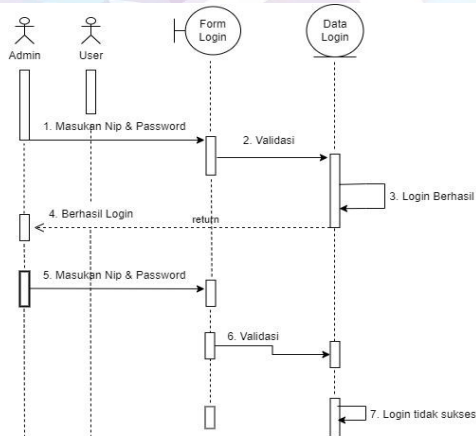 Form
Login
Data
Login
Admin
User
1. Masukan Nip & Password
2. Validasi
3. Login Berhasil
4. Berhasil Login
return
5. Masukan Nip & Password
6. Validasi
7. Login tidak sukses